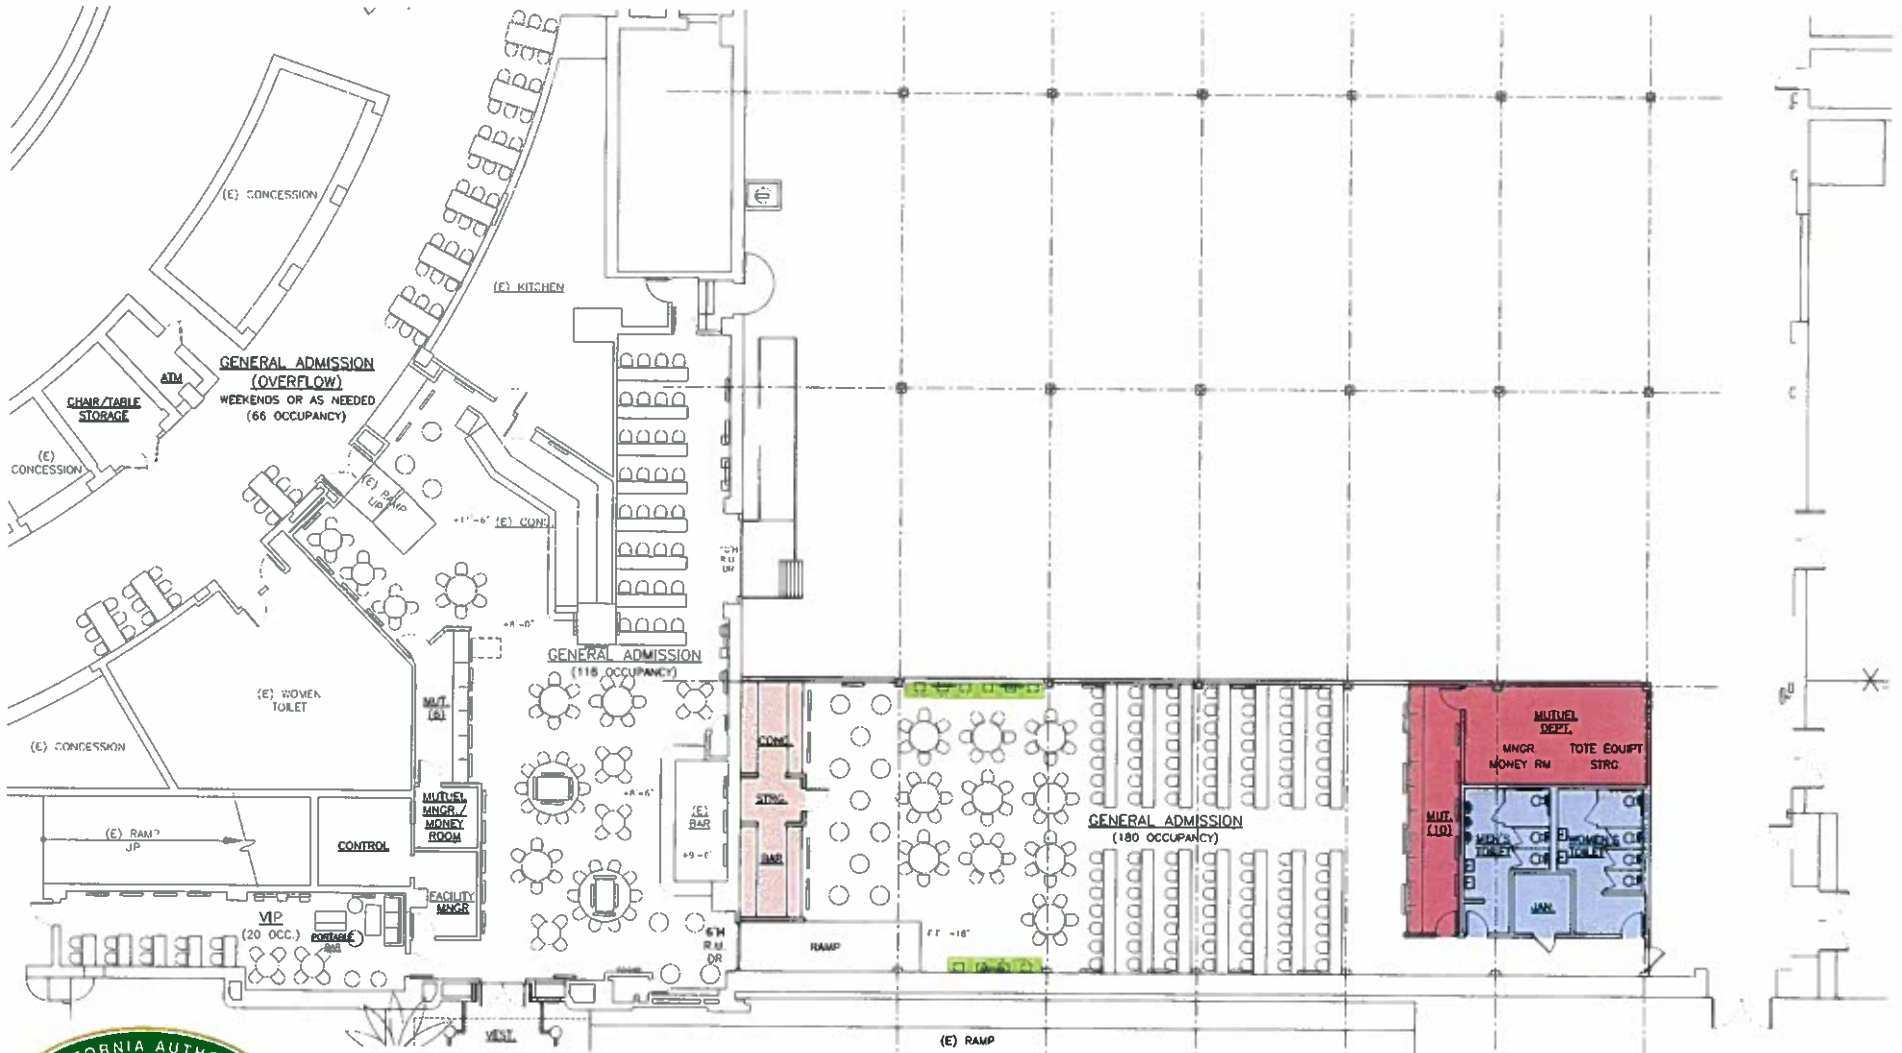 (E) CONCESSION
(E) KITCHEN
GENERAL ADMISSION
(OVERFLOW)
WEEKENDS OR AS NEEDED
(66 OCCUPANCY)
ATM
CHAIR/TABLE
STORAGE
(E)
CONCESSION
(E) RAMP
UP
(E) CONC.
GENERAL ADMISSION
(116 OCCUPANCY)
(E) WOMEN
TOILET
MUT.
(E) CONCESSION
MUTUEL
MNGR./
MONEY
ROOM
(E) RAMP
UP
CONTROL
FACILITY
MNGR
VIP
(20 OCC.)
PORTABLE
BAR
(E)
BAR
CONC.
STRG.
BAR
RAMP
6'H
R.U.
DR
GENERAL ADMISSION
(180 OCCUPANCY)
MUTUEL
DEPT.
MNGR
MONEY RM
TOTE EQUIPT
STRG
MUT.
(10)
MEN'S
TOILET
WOMEN'S
TOILET
JAN.
VEST.
(E) RAMP